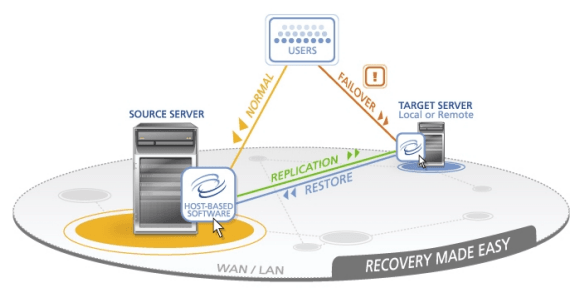 USERS
NORMAL
FAILOVER
!
SOURCE SERVER
TARGET SERVER
Local or Remote
REPLICATION
RESTORE
HOST-BASED
SOFTWARE
WAN / LAN
RECOVERY MADE EASY